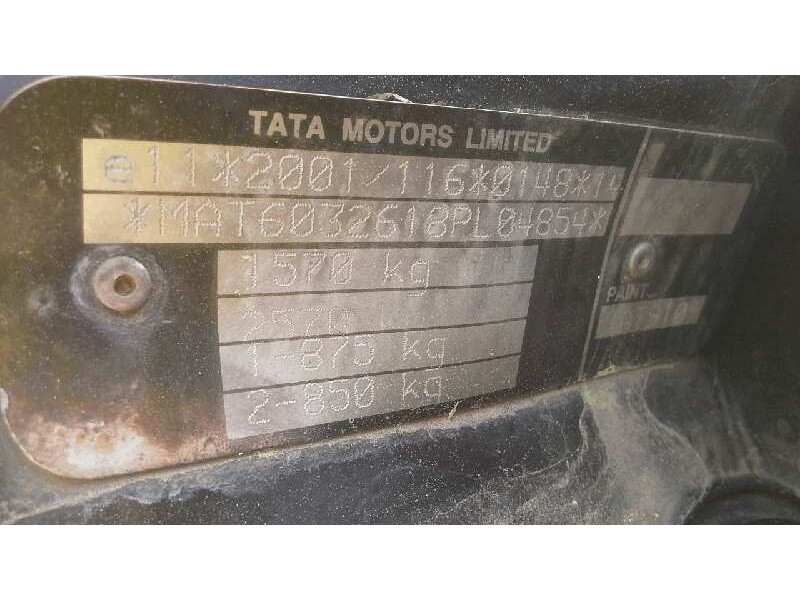 TATA MOTORS LIMITED
e11*2001/116*0148*14
*MAT6032618PL04854*
1570 kg
2570
1-875 kg
2-850 kg
PAINT